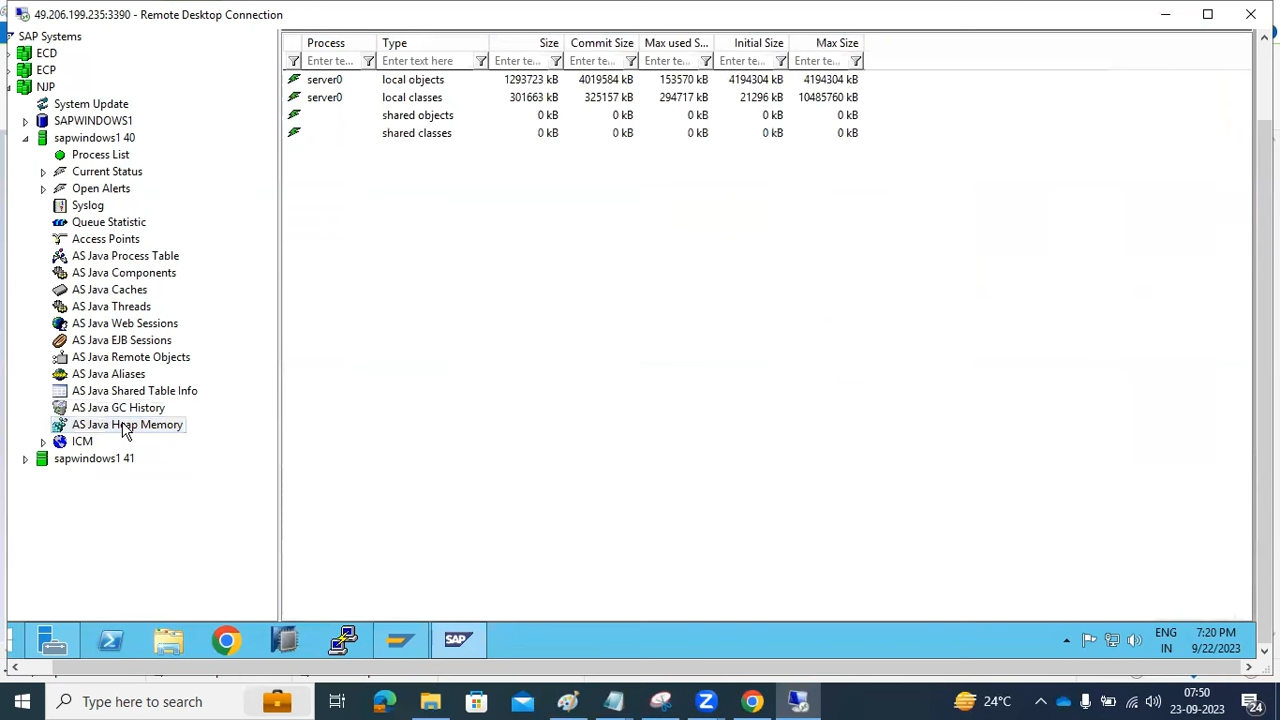 49.206.199.235:3390 - Remote Desktop Connection
SAP Systems
ECD
ECP
NJP
System Update
SAPWINDOWS1
sapwindows1 40
Process List
Current Status
Open Alerts
Syslog
Queue Statistic
Access Points
AS Java Process Table
AS Java Components
AS Java Caches
AS Java Threads
AS Java Web Sessions
AS Java EJB Sessions
AS Java Remote Objects
AS Java Aliases
AS Java Shared Table Info
AS Java GC History
AS Java Heap Memory
ICM
sapwindows1 41
Process Type Size Commit Size Max used S... Initial Size Max Size
Enter te... Enter text here Enter te... Enter te... Enter te... Enter te... Enter te...
server0 local objects 1293723 kB 4019584 kB 153570 kB 4194304 kB 4194304 kB
server0 local classes 301663 kB 325157 kB 294717 kB 21296 kB 10485760 kB
shared objects 0 kB 0 kB 0 kB 0 kB 0 kB
shared classes 0 kB 0 kB 0 kB 0 kB 0 kB
SAP
ENG 7:20 PM
IN 9/22/2023
Type here to search
24°C
07:50
23-09-2023
24